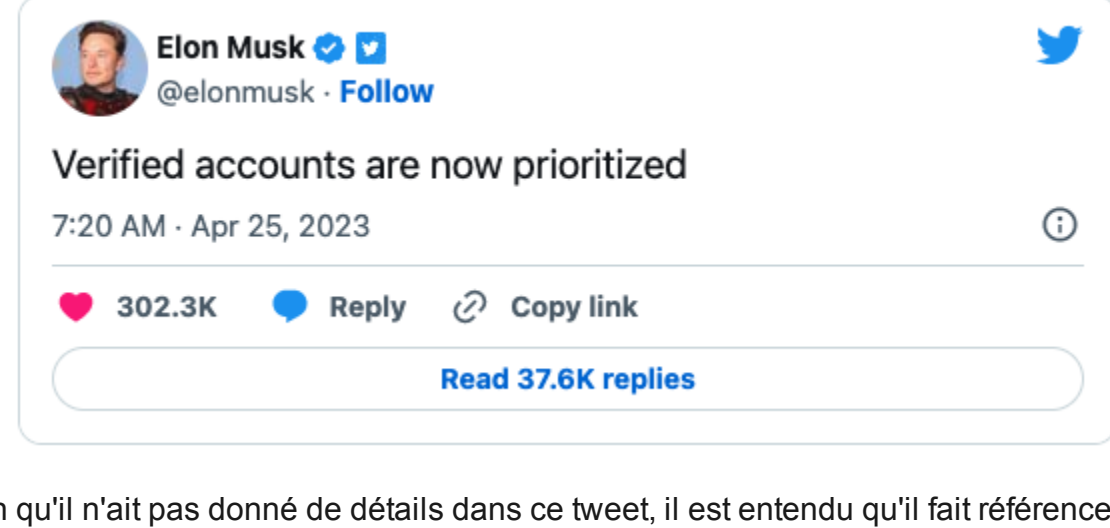 Elon Musk
@elonmusk · Follow
Verified accounts are now prioritized
7:20 AM · Apr 25, 2023
302.3K Reply Copy link
Read 37.6K replies
qu'il n'ait pas donné de détails dans ce tweet, il est entendu qu'il fait référence